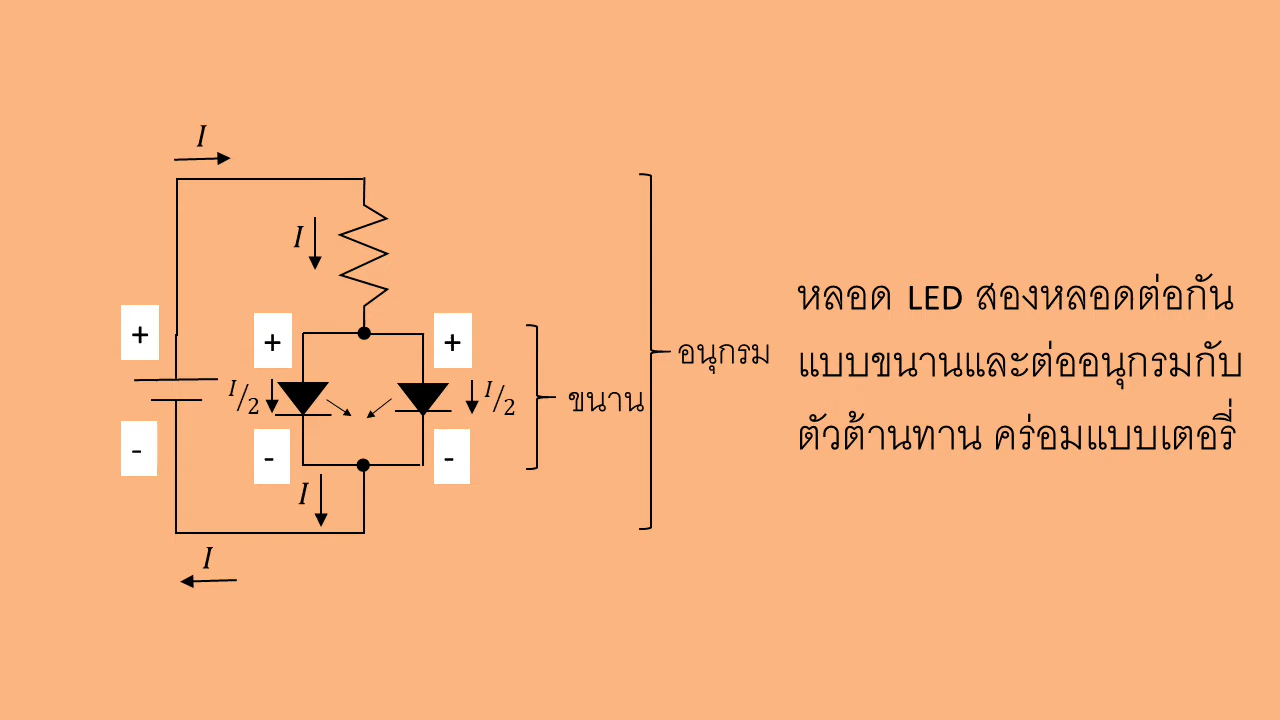 I
I
+
+
+
I/2
I/2
-
-
-
I
I
ขนาน
อนุกรม
หลอด LED สองหลอดต่อกัน
แบบขนานและต่ออนุกรมกับ
ตัวต้านทาน คร่อมแบบเตอรี่